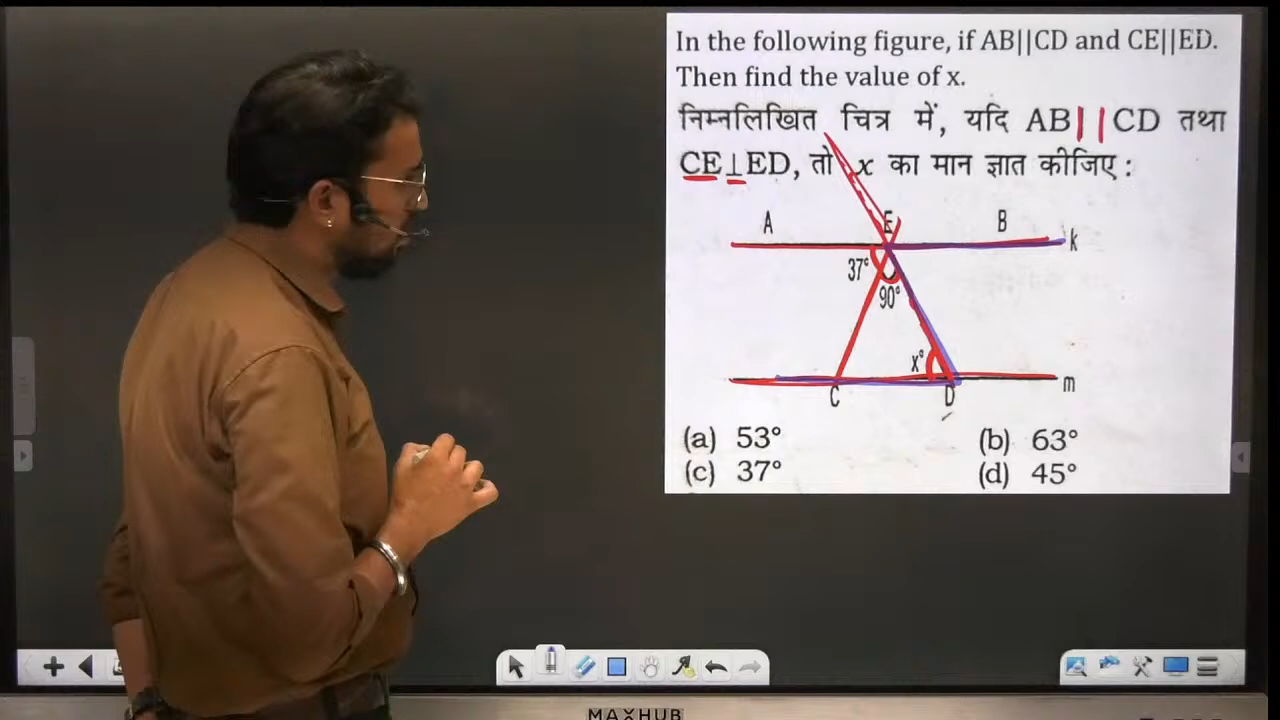 In the following figure, if AB||CD and CE||ED.
Then find the value of x.
निम्नलिखित चित्र में, यदि AB||CD तथा
CE⊥ED, तो x का मान ज्ञात कीजिए :
A E B
k
37°
90°
x°
C D m
(a) 53° (b) 63°
(c) 37° (d) 45°
MAXHUB